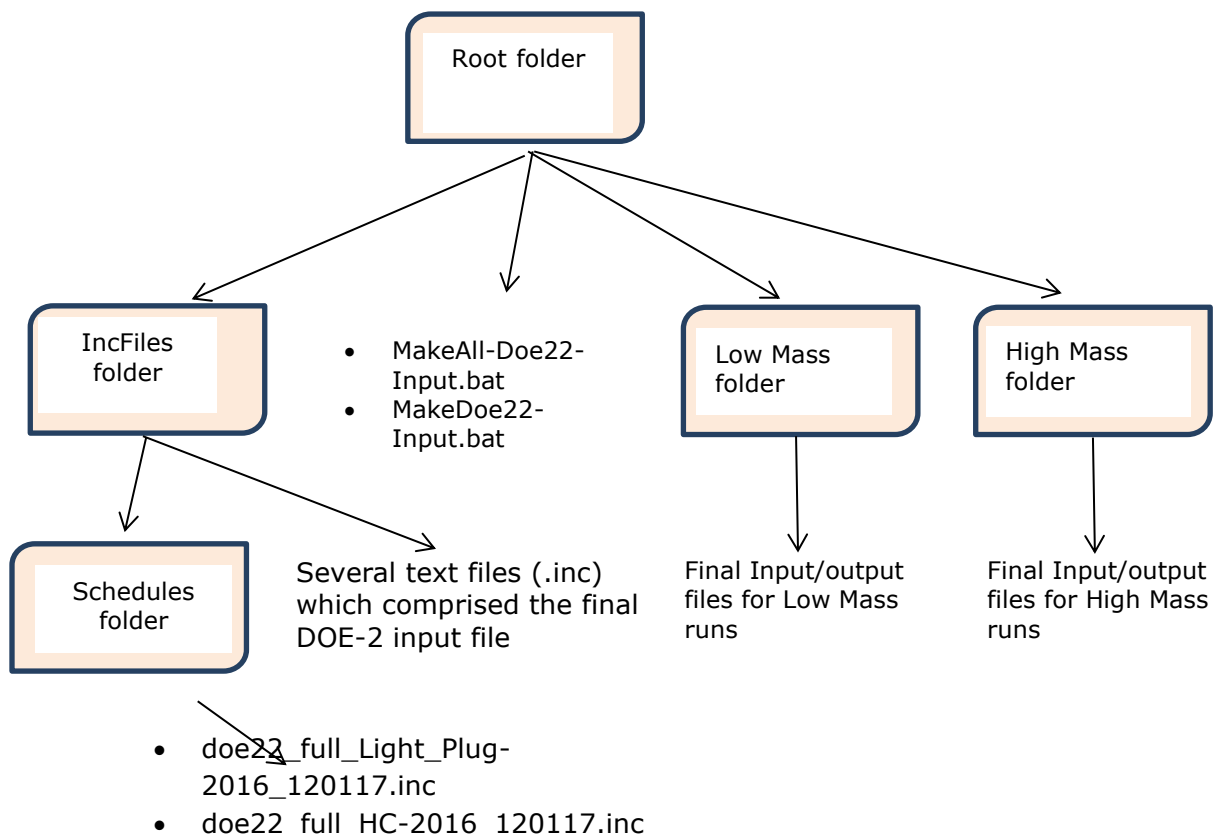 Root folder
IncFiles
folder
• MakeAll-Doe22-
Input.bat
• MakeDoe22-
Input.bat
Low Mass
folder
High Mass
folder
Schedules
folder
Several text files (.inc)
which comprised the final
DOE-2 input file
Final Input/output
files for Low Mass
runs
Final Input/output
files for High Mass
runs
• doe22_full_Light_Plug-
2016_120117.inc
• doe22_full_HC-2016_120117.inc